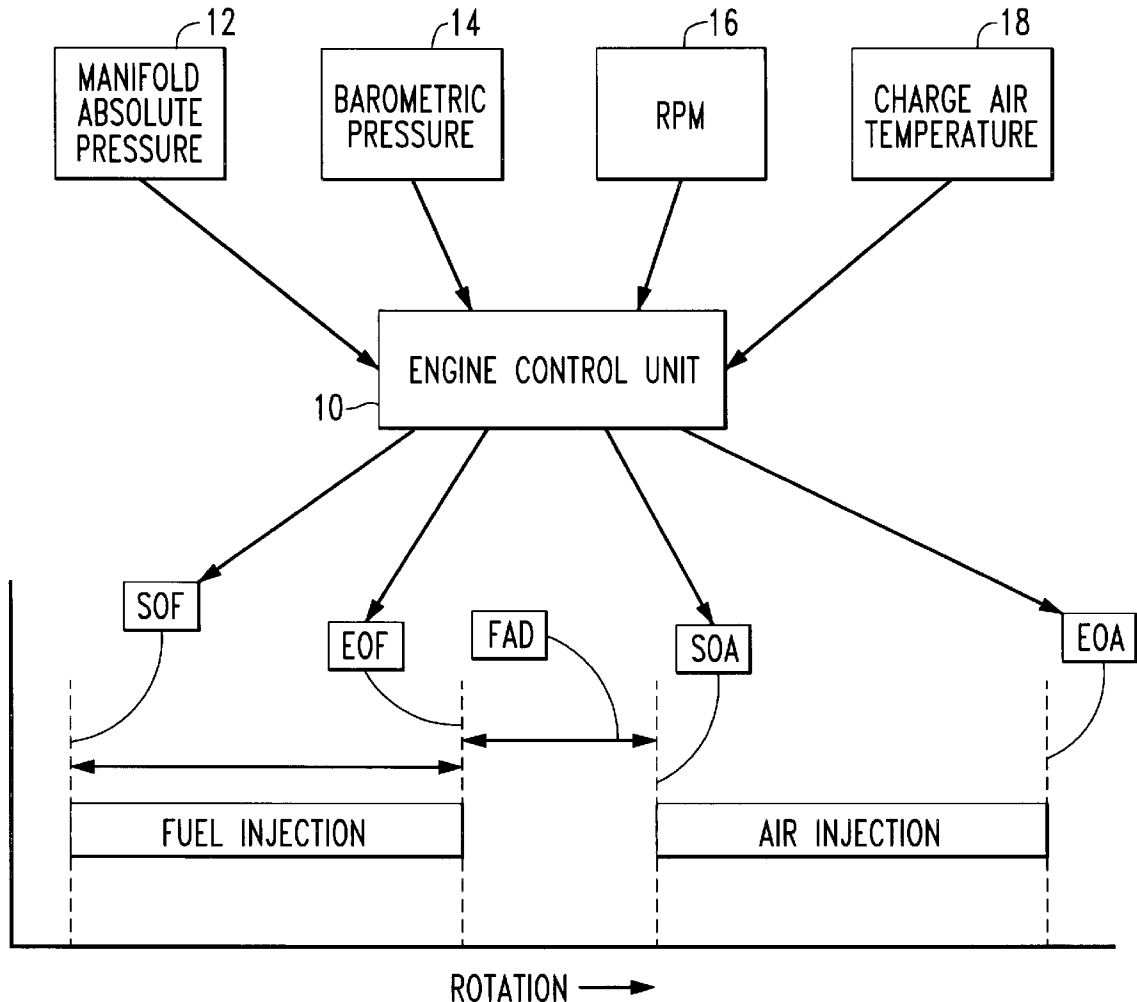 12
14
16
18
MANIFOLD
ABSOLUTE
PRESSURE
BAROMETRIC
PRESSURE
RPM
CHARGE AIR
TEMPERATURE
ENGINE CONTROL UNIT
10
SOF
EOF
FAD
SOA
EOA
FUEL INJECTION
AIR INJECTION
ROTATION